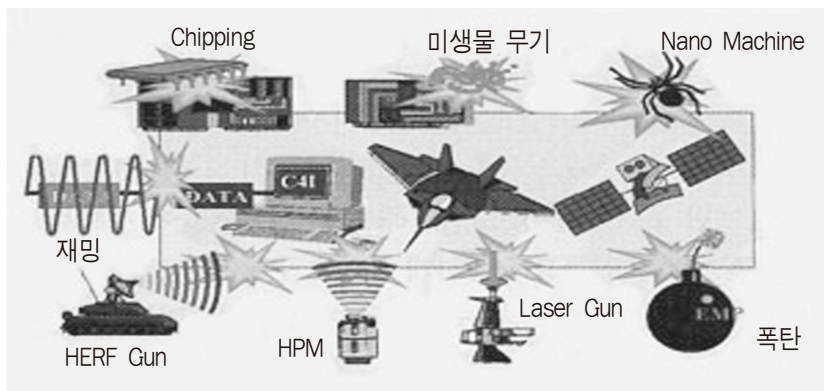 Chipping
미생물 무기
Nano Machine
DATA
C4I
재밍
HERF Gun
HPM
Laser Gun
폭탄